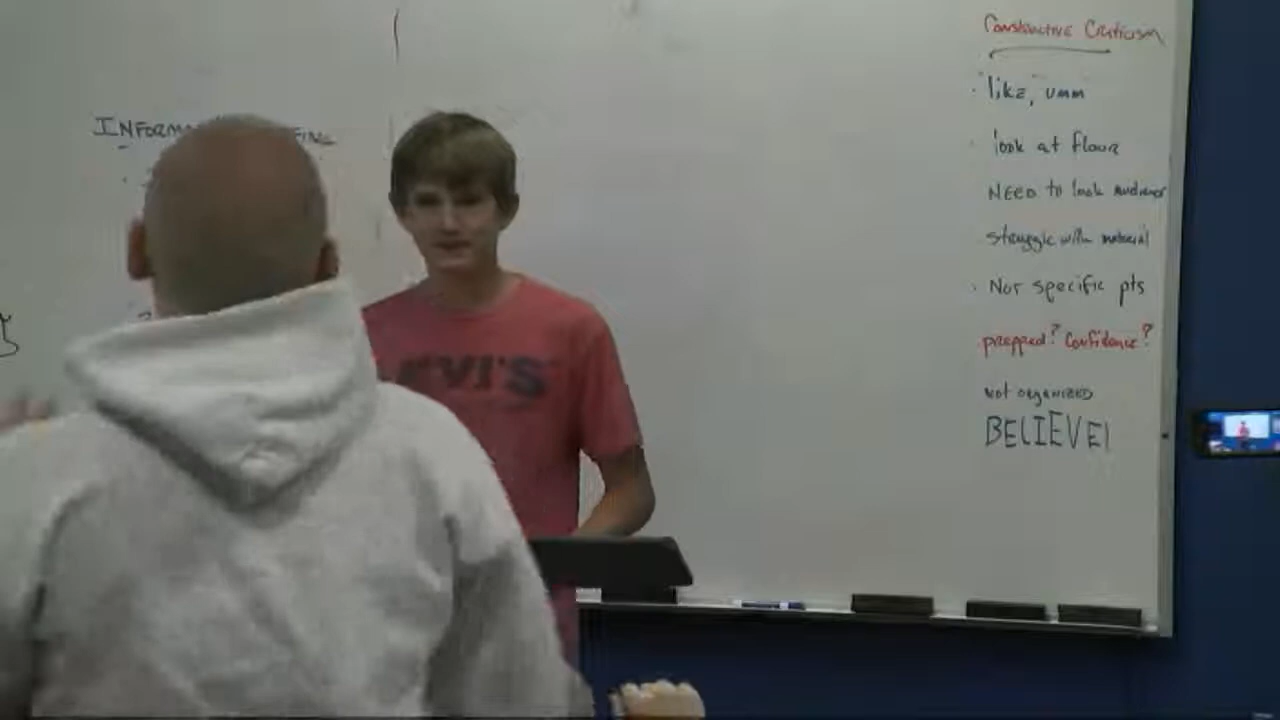 Constructive Criticism
like, umm
look at floor
NEED to look audience
struggle with material
Not specific pts
prepped? Confidence?
not organized
BELIEVE!
INFORMA
LEVI'S